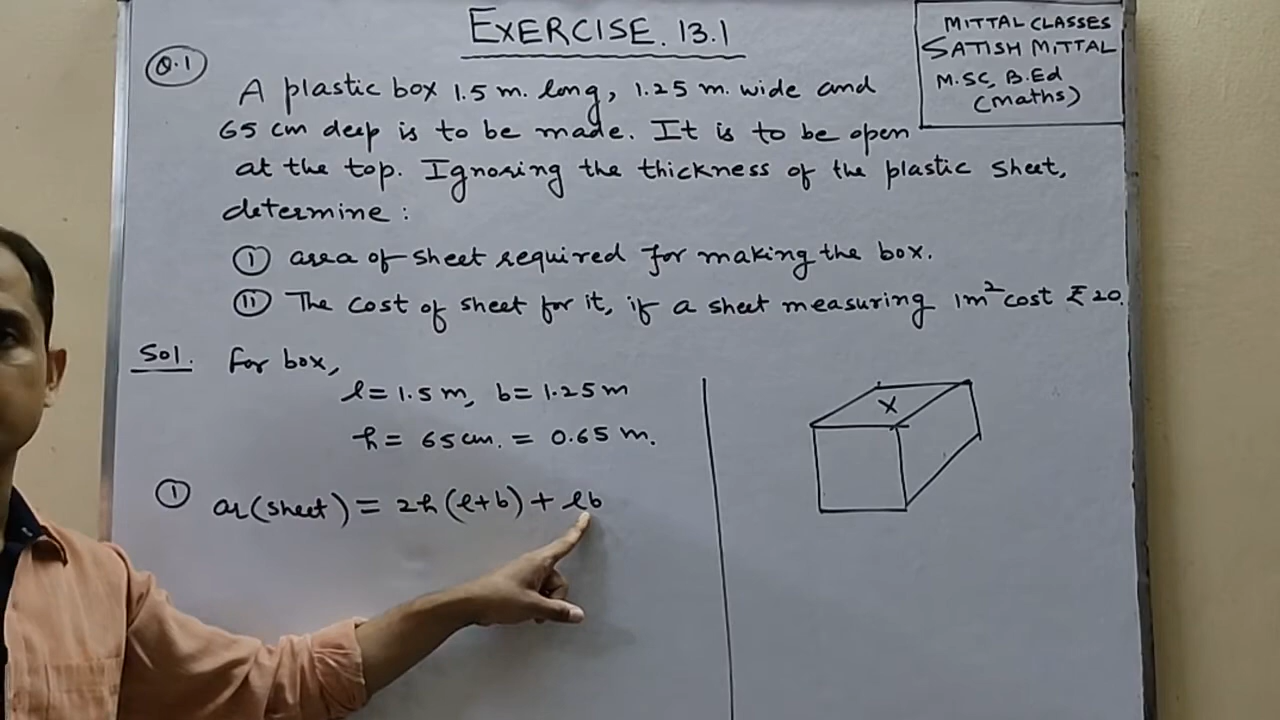 EXERCISE. 13.1
MITTAL CLASSES
SATISH MITTAL
M.SC, B.Ed
(maths)
Q.1
A plastic box 1.5 m. long, 1.25 m. wide and
65 cm deep is to be made. It is to be open
at the top. Ignoring the thickness of the plastic sheet,
determine :
(I) area of sheet required for making the box.
(II) The cost of sheet for it, if a sheet measuring 1m² cost ₹ 20.
Sol. For box,
l = 1.5 m, b = 1.25 m
h = 65 cm. = 0.65 m.
(I) ar(sheet) = 2h(l+b) + lb
X